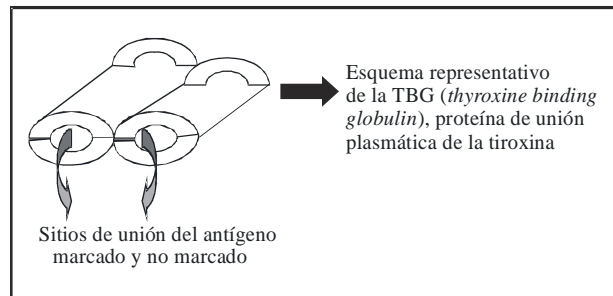 Esquema representativo
de la TBG (thyroxine binding
globulin), proteína de unión
plasmática de la tiroxina
Sitios de unión del antígeno
marcado y no marcado